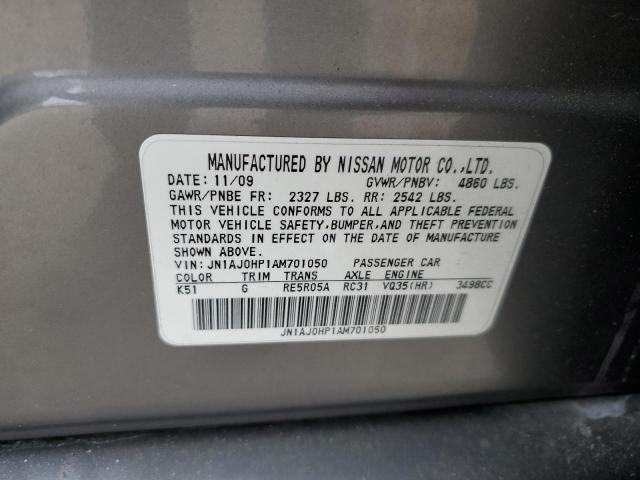 MANUFACTURED BY NISSAN MOTOR CO.,LTD.
DATE: 11/09 GVWR/PNBV: 4860 LBS.
GAWR/PNBE FR: 2327 LBS. RR: 2542 LBS.
THIS VEHICLE CONFORMS TO ALL APPLICABLE FEDERAL
MOTOR VEHICLE SAFETY,BUMPER,AND THEFT PREVENTION
STANDARDS IN EFFECT ON THE DATE OF MANUFACTURE
SHOWN ABOVE.
VIN: JN1AJ0HP1AM701050 PASSENGER CAR
COLOR TRIM TRANS AXLE ENGINE
K51 G RE5R05A RC31 VQ35(HR) 3498CC
JN1AJ0HP1AM701050